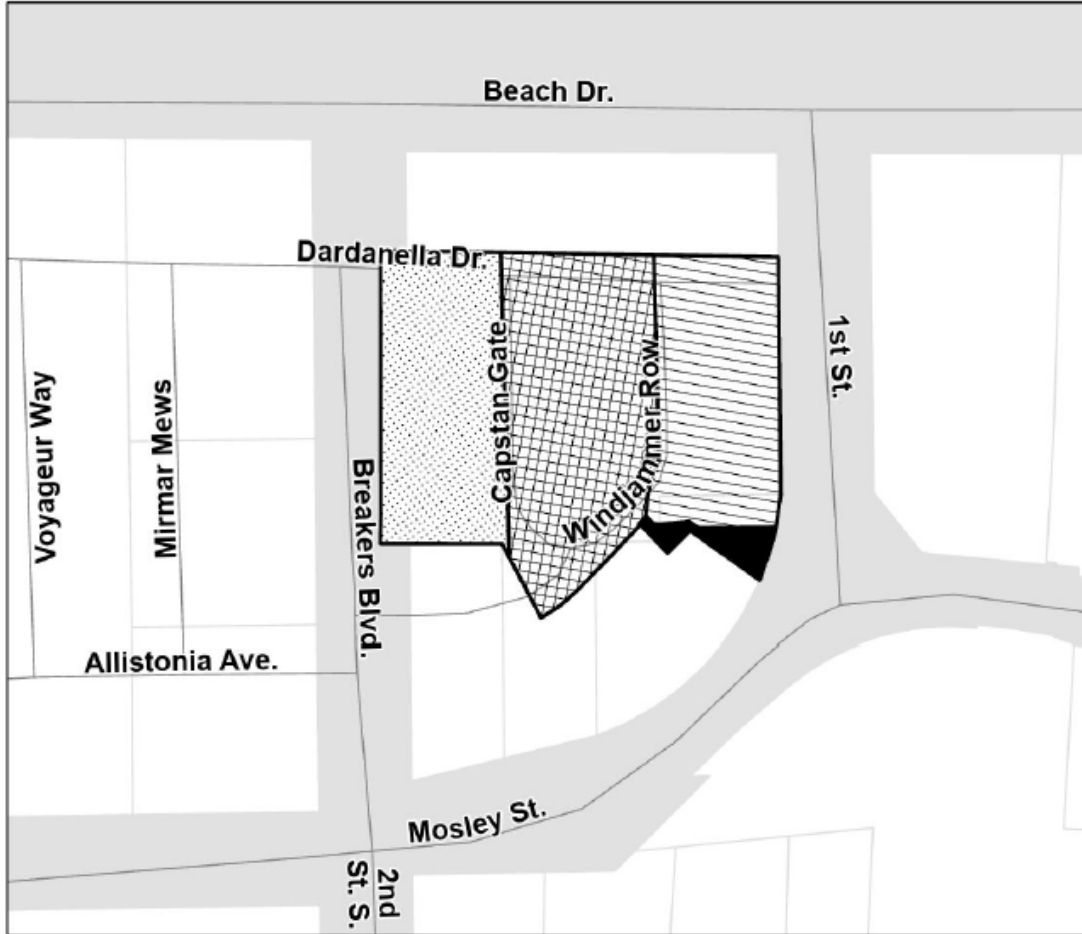 Beach Dr.
Dardanella Dr.
1st St.
Capstan Gate
Windjammer Row
Voyageur Way
Mirmar Mews
Breakers Blvd.
Allistonia Ave.
Mosley St.
2nd
St. S.